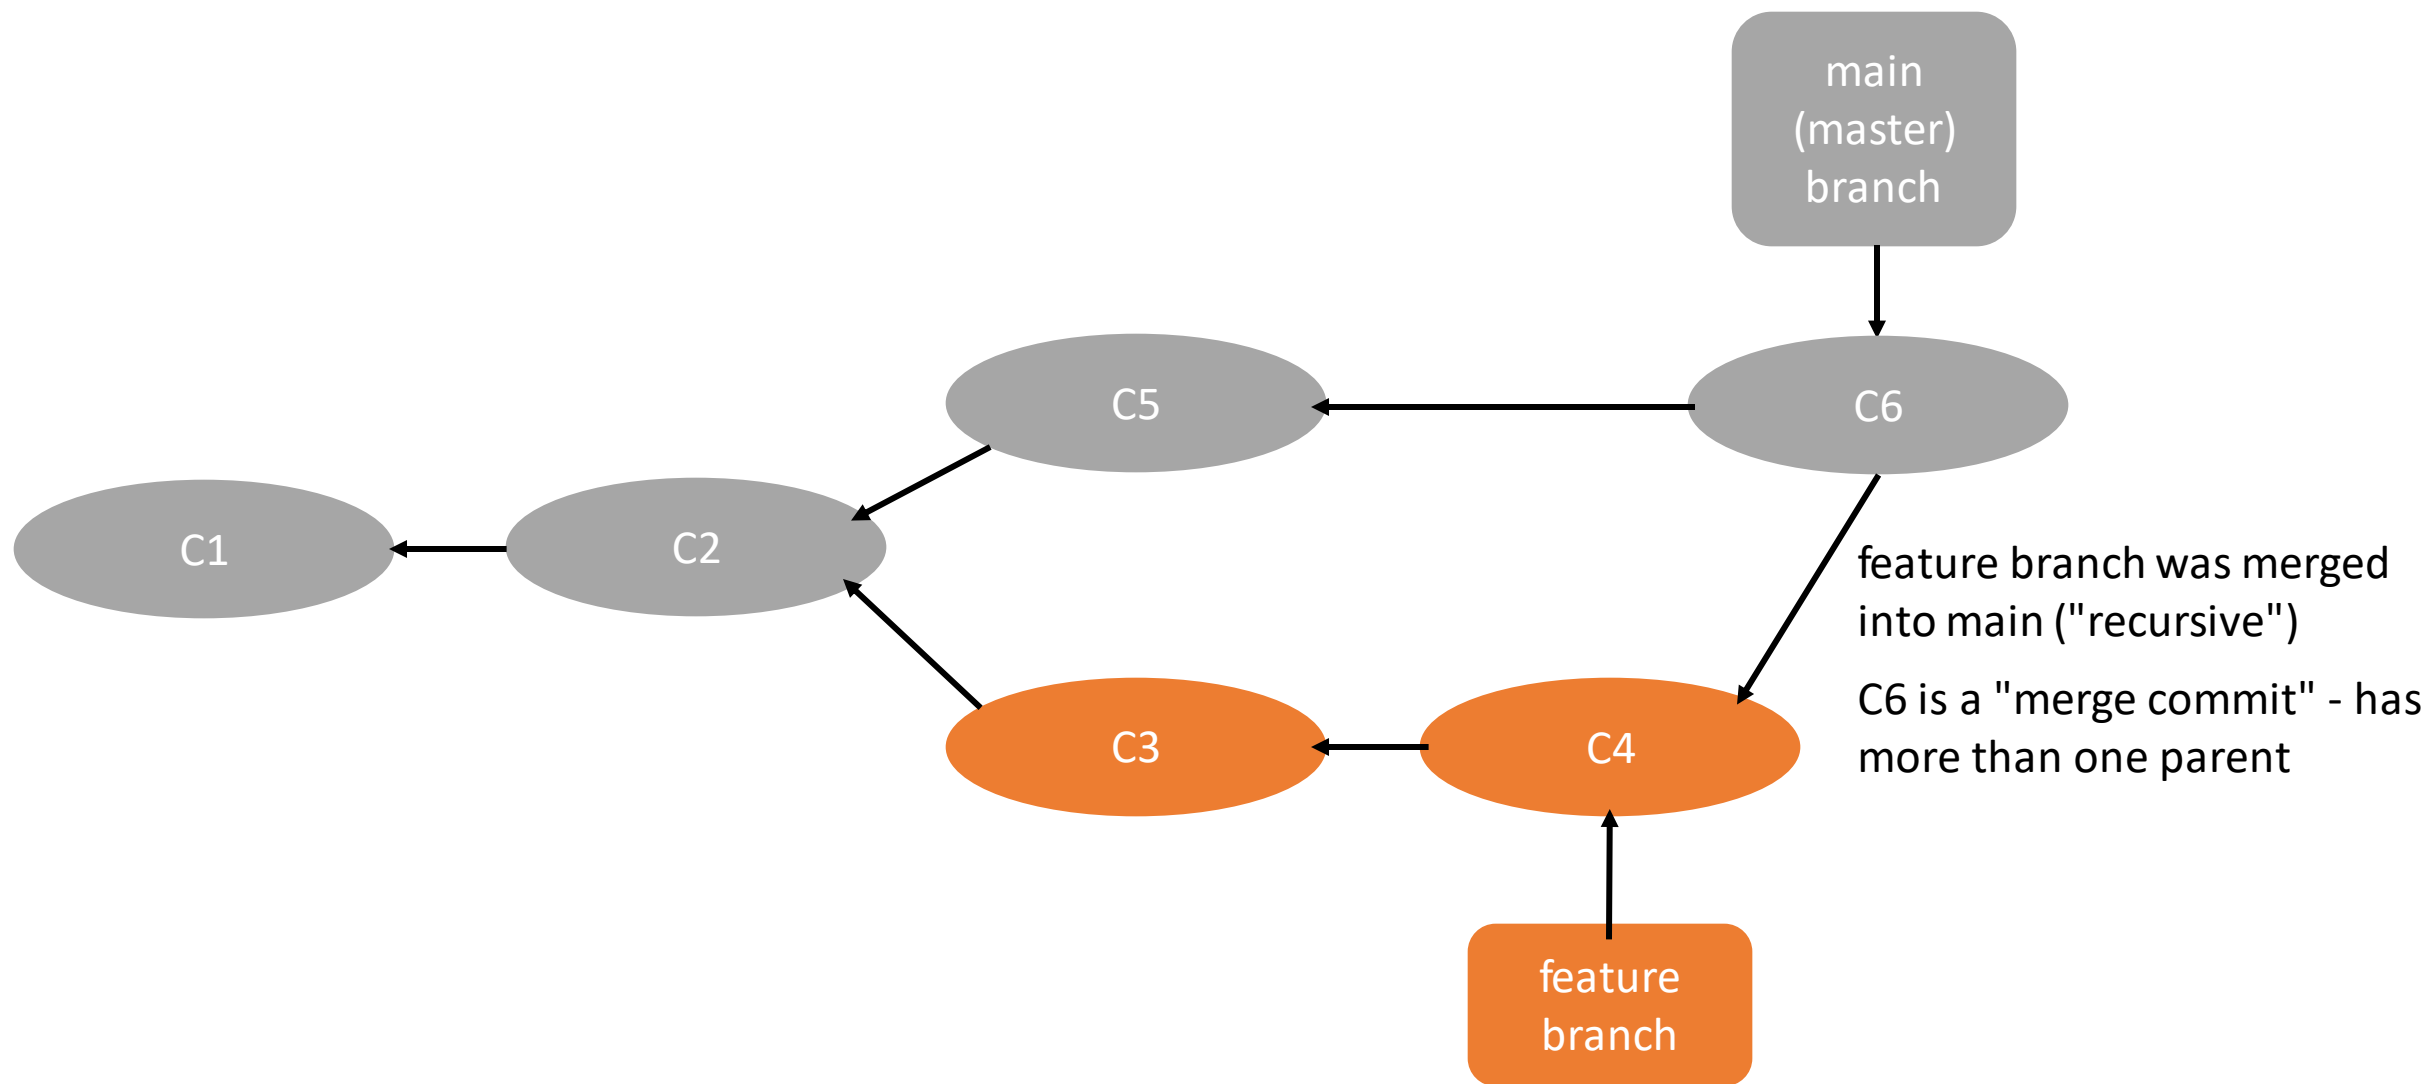 main
(master)
branch
C5
C6
C1
C2
feature branch was merged
into main ("recursive")
C6 is a "merge commit" - has
more than one parent
C3
C4
feature
branch